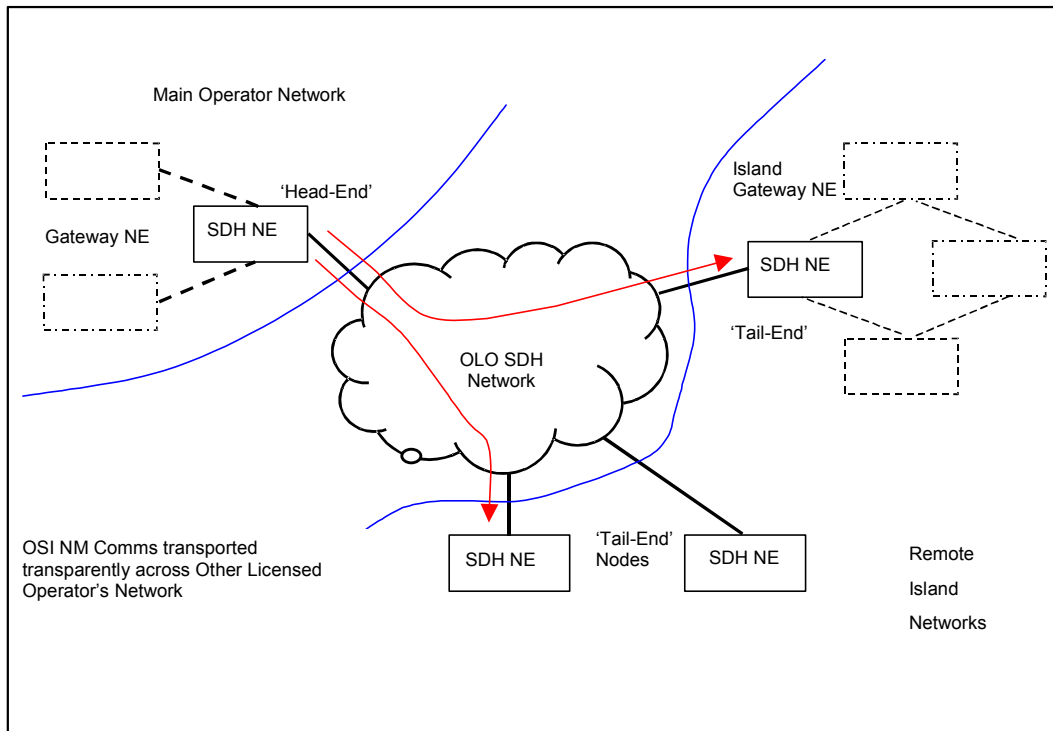 Main Operator Network
Island
Gateway NE
‘Head-End’
Gateway NE
SDH NE
SDH NE
‘Tail-End’
OLO SDH
Network
OSI NM Comms transported
transparently across Other Licensed
Operator’s Network
SDH NE
‘Tail-End’
Nodes
SDH NE
Remote
Island
Networks